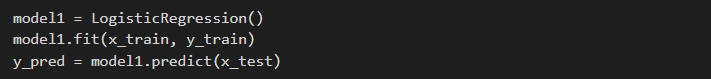 model1 = LogisticRegression()
model1.fit(x_train, y_train)
y_pred = model1.predict(x_test)